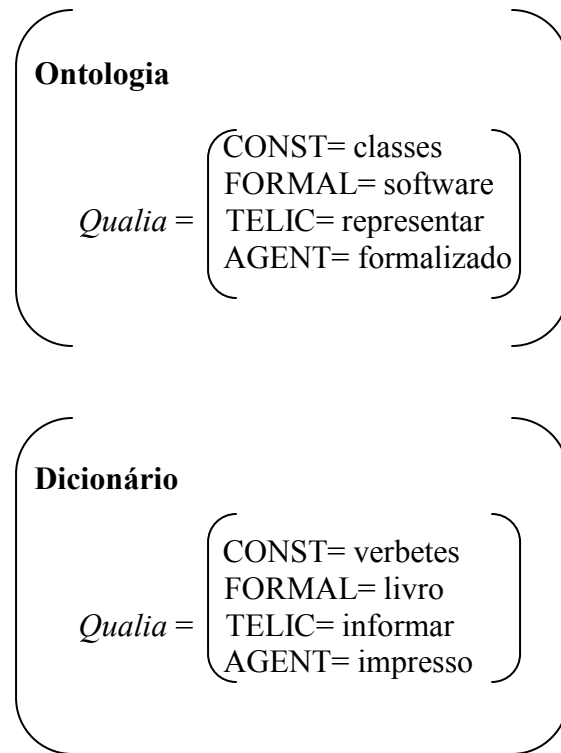 Ontologia
CONST= classes
FORMAL= software
Qualia = TELIC= representar
AGENT= formalizado
Dicionário
CONST= verbetes
FORMAL= livro
Qualia = TELIC= informar
AGENT= impresso